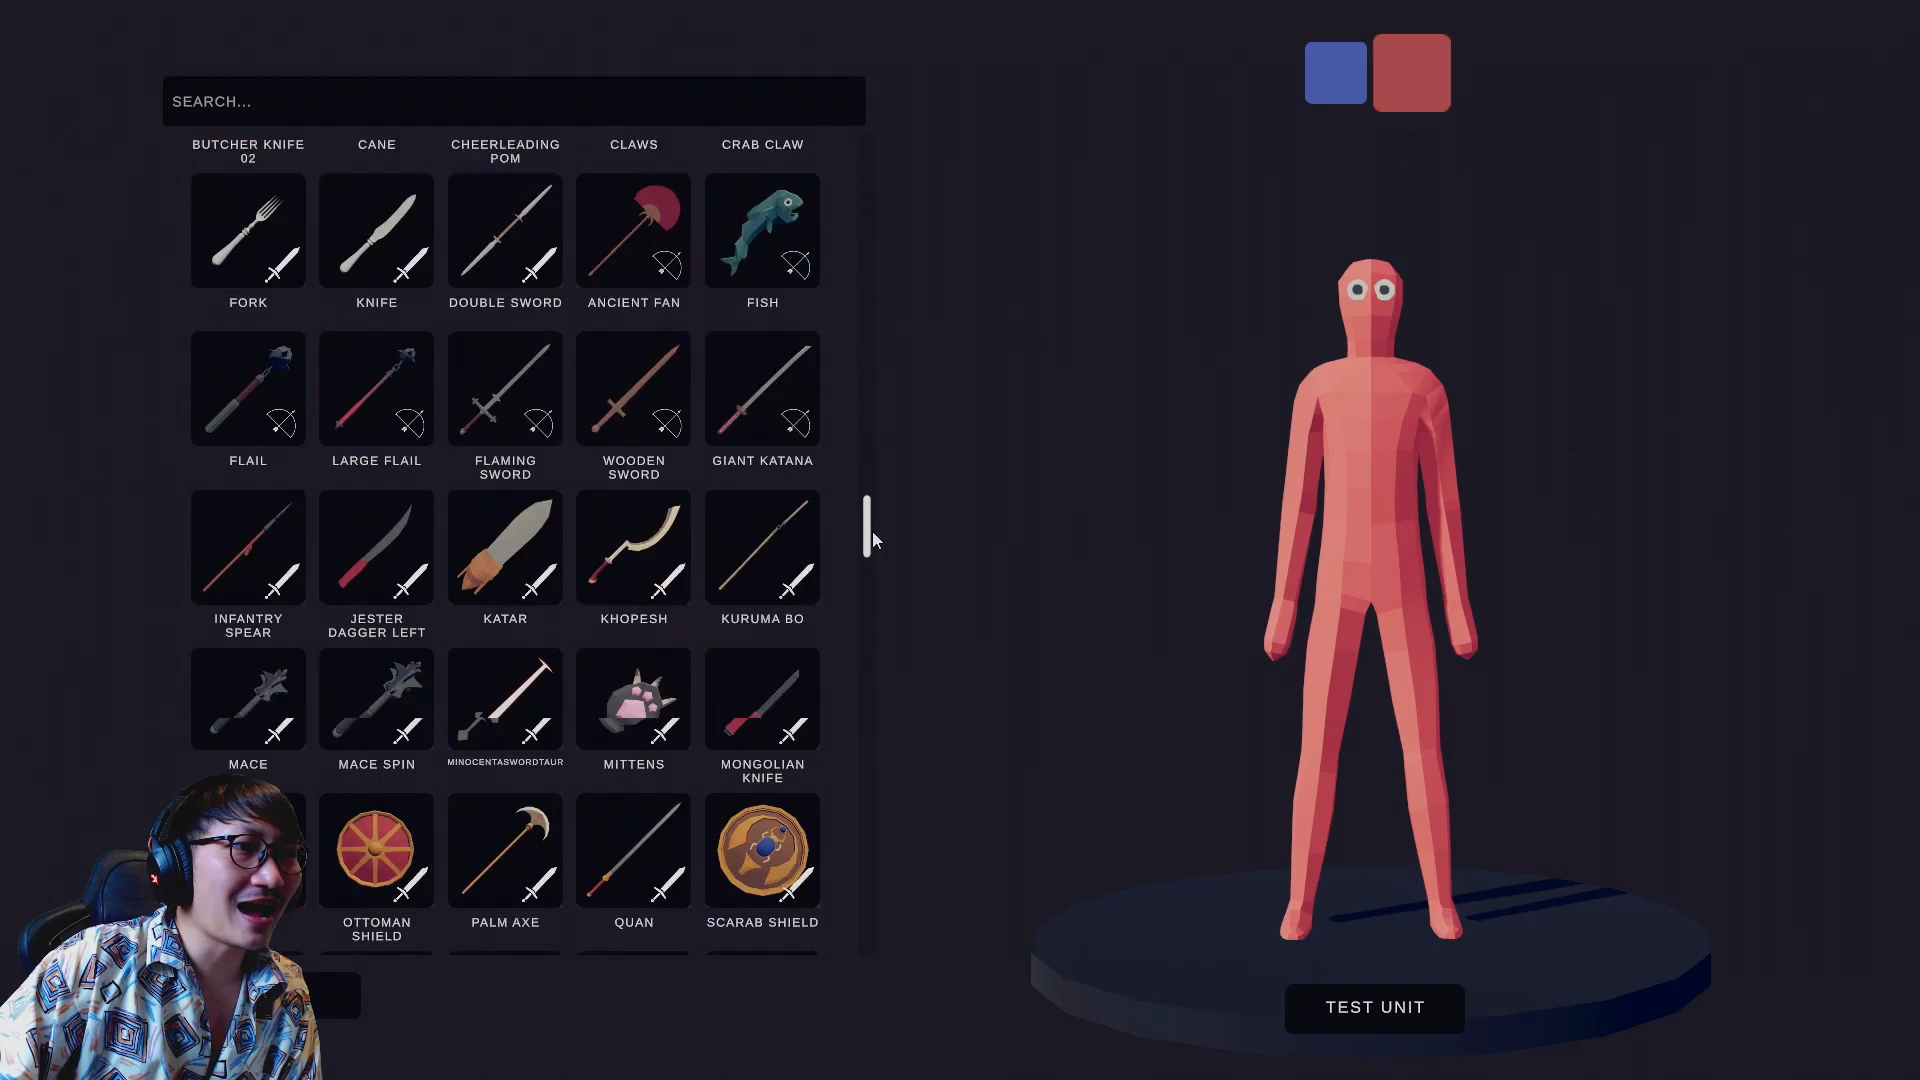 SEARCH...
BUTCHER KNIFE
02
CANE
CHEERLEADING
POM
CLAWS
CRAB CLAW
FORK
KNIFE
DOUBLE SWORD
ANCIENT FAN
FISH
FLAIL
LARGE FLAIL
FLAMING
SWORD
WOODEN
SWORD
GIANT KATANA
INFANTRY
SPEAR
JESTER
DAGGER LEFT
KATAR
KHOPESH
KURUMA BO
MACE
MACE SPIN
MINOCENTASWORDTAUR
MITTENS
MONGOLIAN
KNIFE
OTTOMAN
SHIELD
PALM AXE
QUAN
SCARAB SHIELD
TEST UNIT